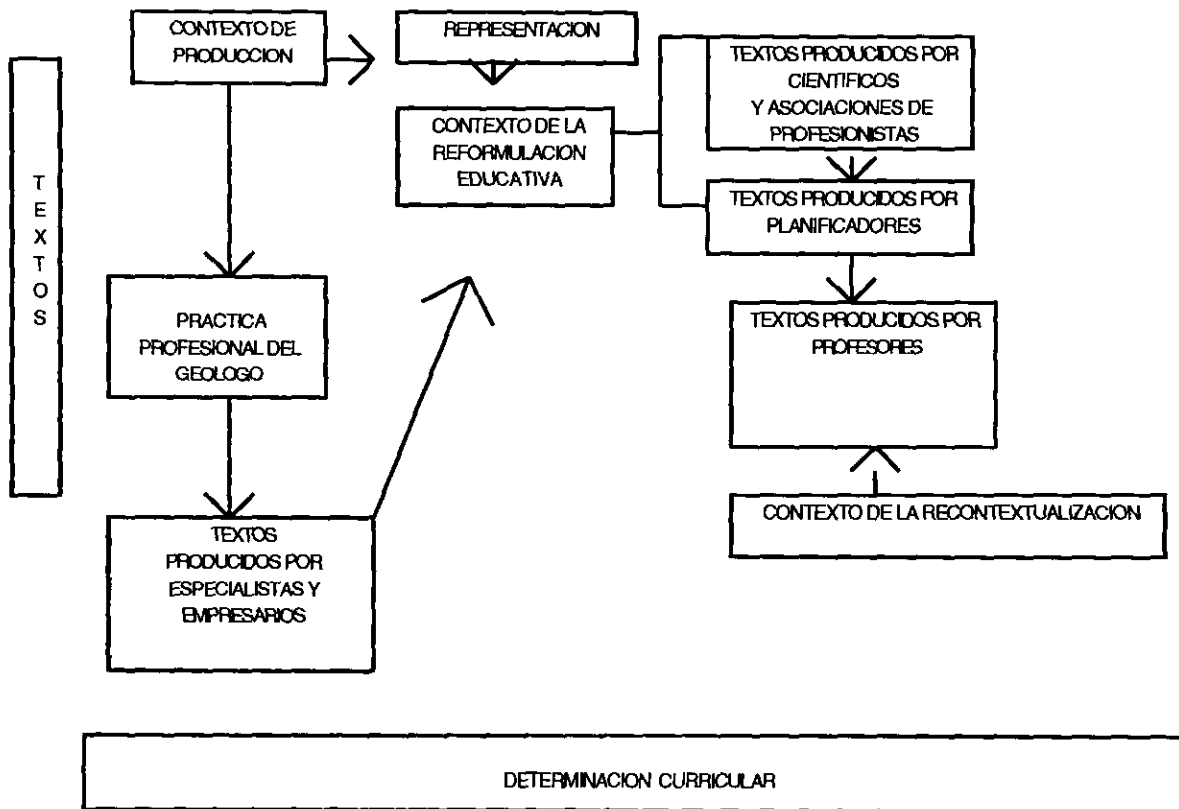 T
E
X
T
O
S
CONTEXTO DE
PRODUCCION
REPRESENTACION
CONTEXTO DE LA
REFORMULACION
EDUCATIVA
TEXTOS PRODUCIDOS POR
CIENTIFICOS
Y ASOCIACIONES DE
PROFESIONISTAS
TEXTOS PRODUCIDOS POR
PLANIFICADORES
PRACTICA
PROFESIONAL DEL
GEOLOGO
TEXTOS PRODUCIDOS POR
PROFESORES
TEXTOS
PRODUCIDOS POR
ESPECIALISTAS Y
EMPRESARIOS
CONTEXTO DE LA RECONTEXTUALIZACION
DETERMINACION CURRICULAR